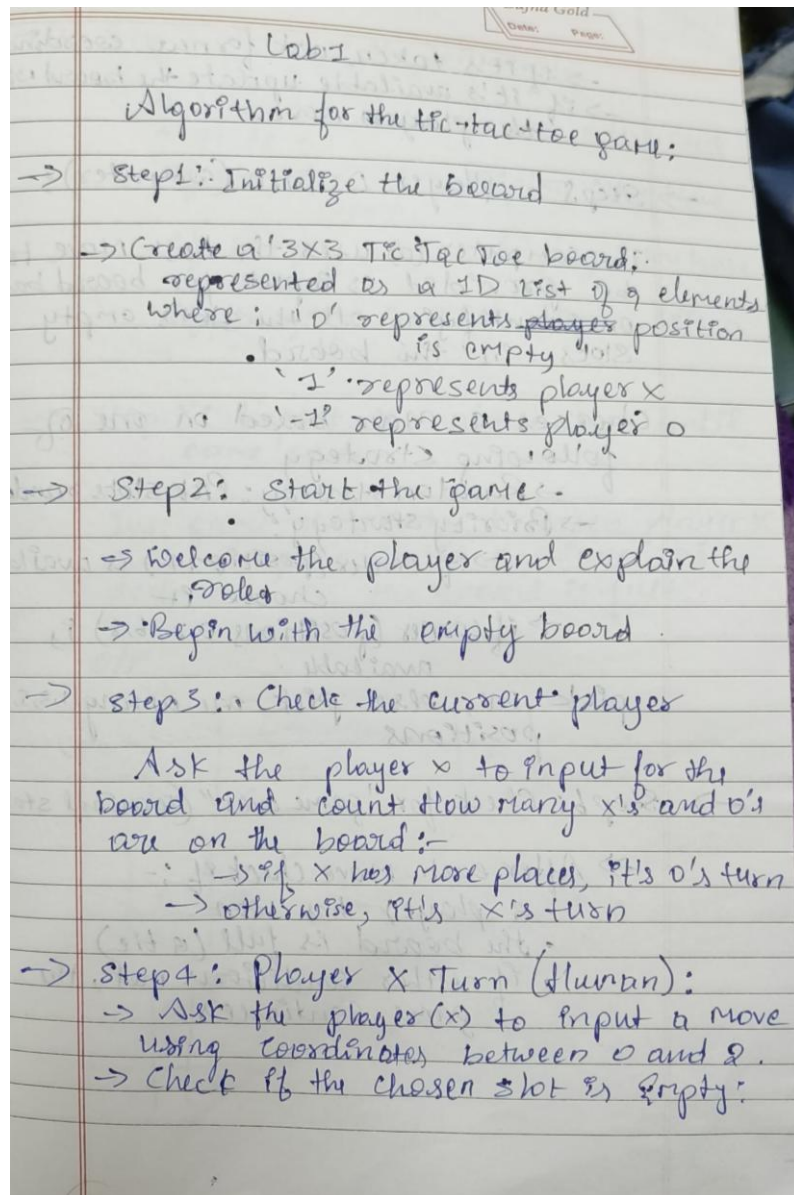 Gold
Date: Page:
Lab:1
Algorithm for the tic-tac-toe game:
→ Step1: Initialize the board
→ Create a 3x3 Tic Tac Toe board,
represented as a 1D list of 9 elements
where: '0' represents position
is empty
'1' represents player x
'-1' represents player o
→ Step2: Start the game.
→ Welcome the player and explain the
roles
→ Begin with the empty board
→ Step3: Check the current player
Ask the player x to input for the
board and count How many x's and o's
are on the board:-
→ if x has more places, it's o's turn
→ otherwise, it's x's turn
→ Step4: Player X Turn (Human):
→ Ask the player (x) to input a move
using coordinates between 0 and 2.
→ Check if the chosen slot is Empty: